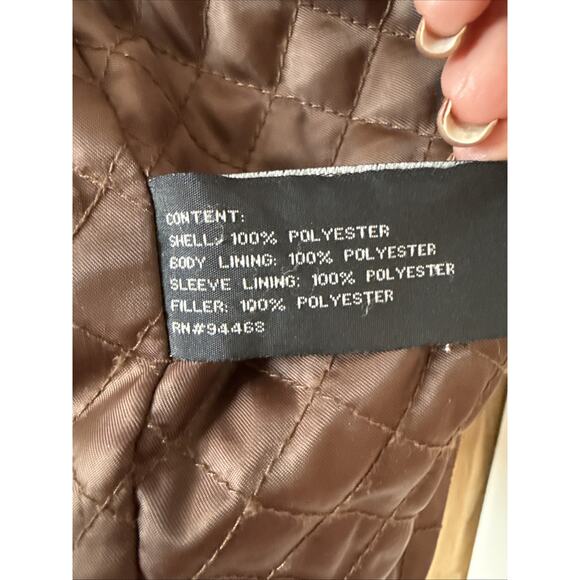 CONTENT:
SHELL: 100% POLYESTER
BODY LINING: 100% POLYESTER
SLEEVE LINING: 100% POLYESTER
FILLER: 100% POLYESTER
RN#94468